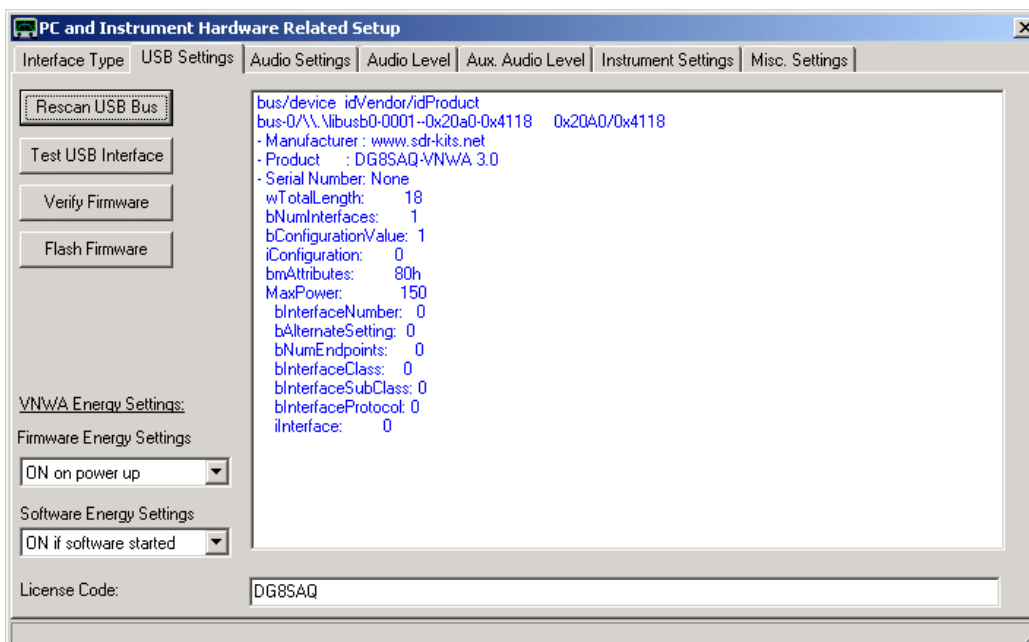 PC and Instrument Hardware Related Setup
Interface Type USB Settings Audio Settings Audio Level Aux. Audio Level Instrument Settings Misc. Settings
Rescan USB Bus
Test USB Interface
Verify Firmware
Flash Firmware
bus/device idVendor/idProduct
bus-0/\\.\libusb0-0001--0x20a0-0x4118 0x20A0/0x4118
- Manufacturer : www.sdr-kits.net
- Product : DG8SAQ-VNWA 3.0
- Serial Number: None
wTotalLength: 18
bNumInterfaces: 1
bConfigurationValue: 1
iConfiguration: 0
bmAttributes: 80h
MaxPower: 150
bInterfaceNumber: 0
bAlternateSetting: 0
bNumEndpoints: 0
bInterfaceClass: 0
bInterfaceSubClass: 0
bInterfaceProtocol: 0
iInterface: 0
VNWA Energy Settings:
Firmware Energy Settings
ON on power up
Software Energy Settings
ON if software started
License Code: DG8SAQ